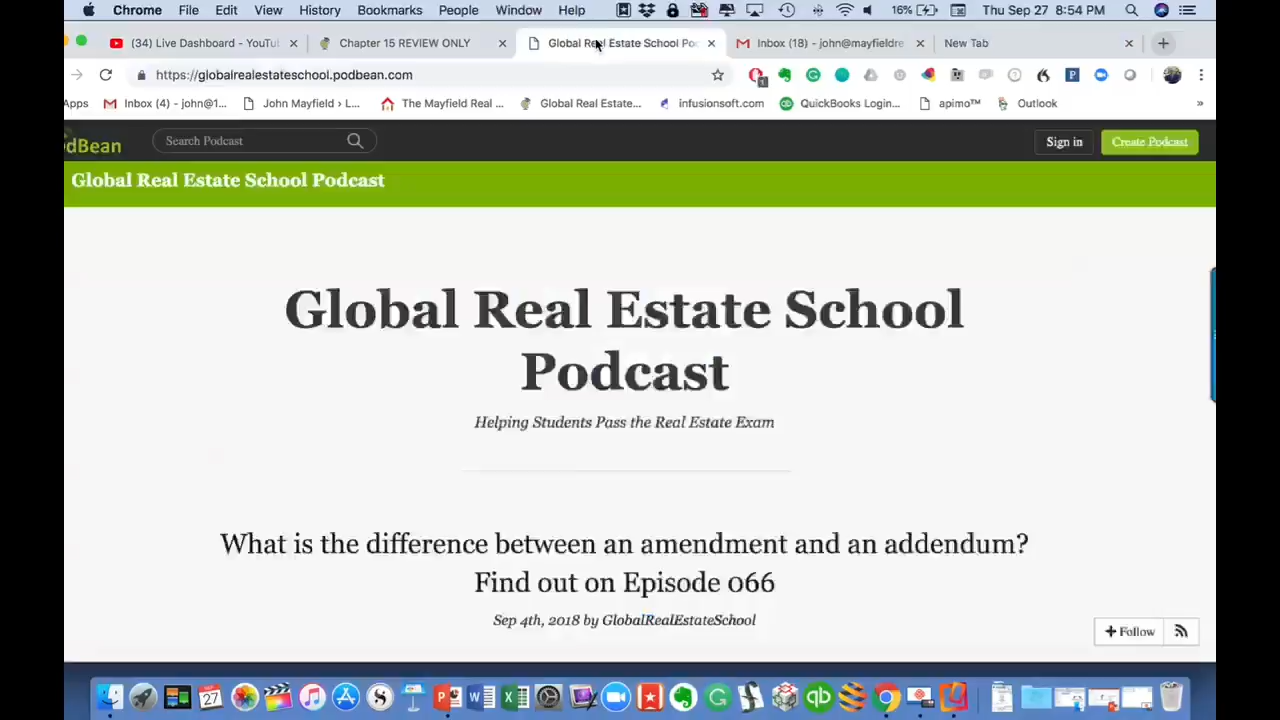 Chrome File Edit View History Bookmarks People Window Help 16% Thu Sep 27 8:54 PM
(34) Live Dashboard - YouTu Chapter 15 REVIEW ONLY Global Real Estate School Po Inbox (18) - john@mayfieldre New Tab
https://globalrealestateschool.podbean.com
Apps Inbox (4) - john@1... John Mayfield › L... The Mayfield Real ... Global Real Estate... infusionsoft.com QuickBooks Login... apimo™ Outlook »
odBean Search Podcast Sign in Create Podcast
Global Real Estate School Podcast
Global Real Estate School
Podcast
Helping Students Pass the Real Estate Exam
What is the difference between an amendment and an addendum?
Find out on Episode 066
Sep 4th, 2018 by GlobalRealEstateSchool
+ Follow